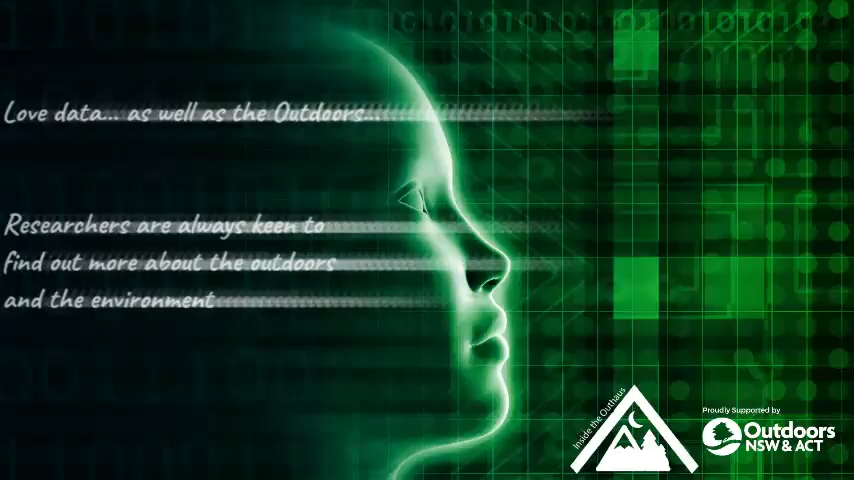 Love data... as well as the Outdoors...
Researchers are always keen to
find out more about the outdoors
and the environment
Inside the Outhaus
Proudly Supported by
Outdoors
NSW & ACT